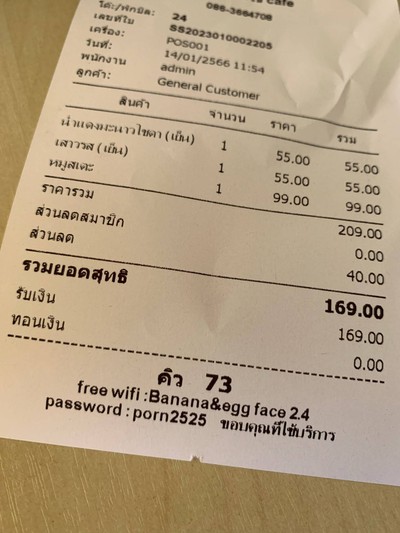 Cafe
086-3664708
โต๊ะ/พักบิล: 24
เลขที่ใบ SS2023010002205
เครื่อง: POS001
วันที่: 14/01/2566 11:54
พนักงาน admin
ลูกค้า: General Customer
สินค้า จำนวน ราคา รวม
น้ำแดงมะนาวโซดา (เย็น) 1 55.00 55.00
เสาวรส (เย็น) 1 55.00 55.00
หมูสเตะ 1 99.00 99.00
ราคารวม 209.00
ส่วนลดสมาชิก 0.00
ส่วนลด 40.00
รวมยอดสุทธิ 169.00
รับเงิน 169.00
ทอนเงิน 0.00
คิว 73
free wifi :Banana&egg face 2.4
password : porn2525 ขอบคุณที่ใช้บริการ